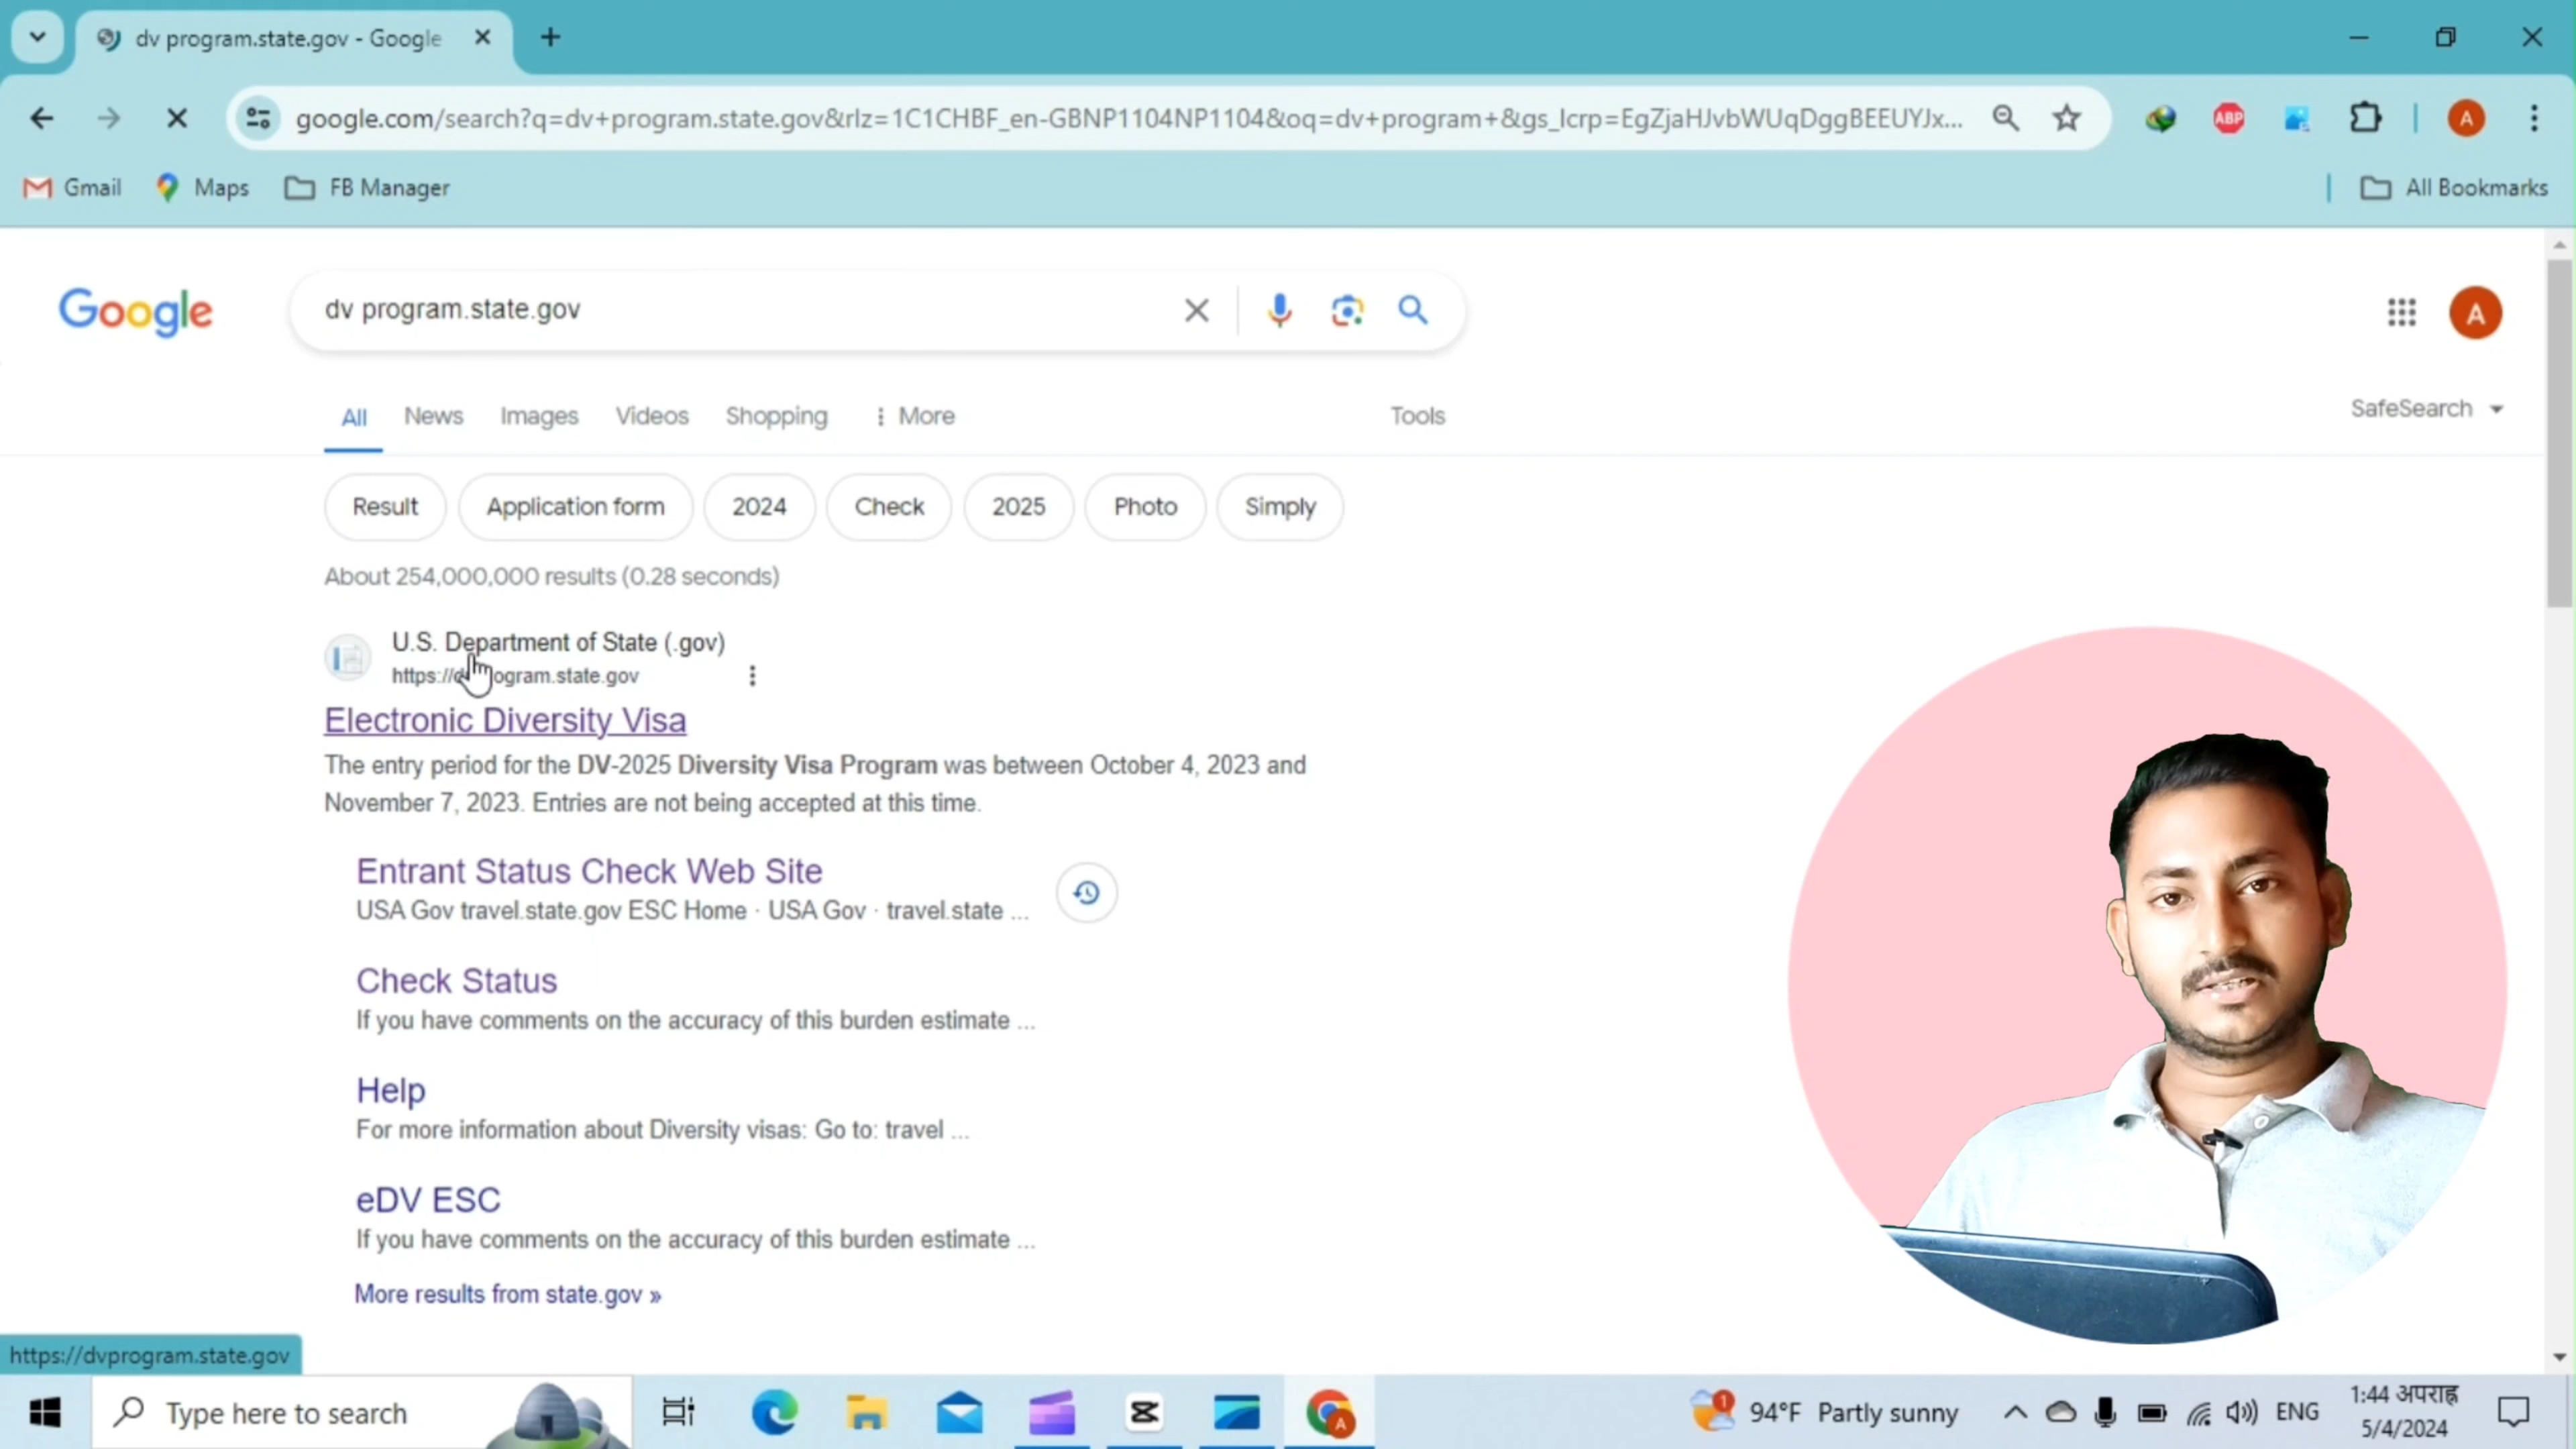 dv program.state.gov - Google
google.com/search?q=dv+program.state.gov&rlz=1C1CHBF_en-GBNP1104NP1104&oq=dv+program+&gs_lcrp=EgZjaHJvbWUqDggBEEUYJx...
ABP
A
Gmail
Maps
FB Manager
All Bookmarks
Google
dv program.state.gov
A
All
News
Images
Videos
Shopping
More
Tools
SafeSearch
Result
Application form
2024
Check
2025
Photo
Simply
About 254,000,000 results (0.28 seconds)
U.S. Department of State (.gov)
https://d ogram.state.gov
Electronic Diversity Visa
The entry period for the DV-2025 Diversity Visa Program was between October 4, 2023 and
November 7, 2023. Entries are not being accepted at this time.
Entrant Status Check Web Site
USA Gov travel.state.gov ESC Home · USA Gov · travel.state ...
Check Status
If you have comments on the accuracy of this burden estimate ...
Help
For more information about Diversity visas: Go to: travel ...
eDV ESC
If you have comments on the accuracy of this burden estimate ...
More results from state.gov »
https://dvprogram.state.gov
Type here to search
A
1
94°F Partly sunny
ENG
1:44 अपराह्न
5/4/2024